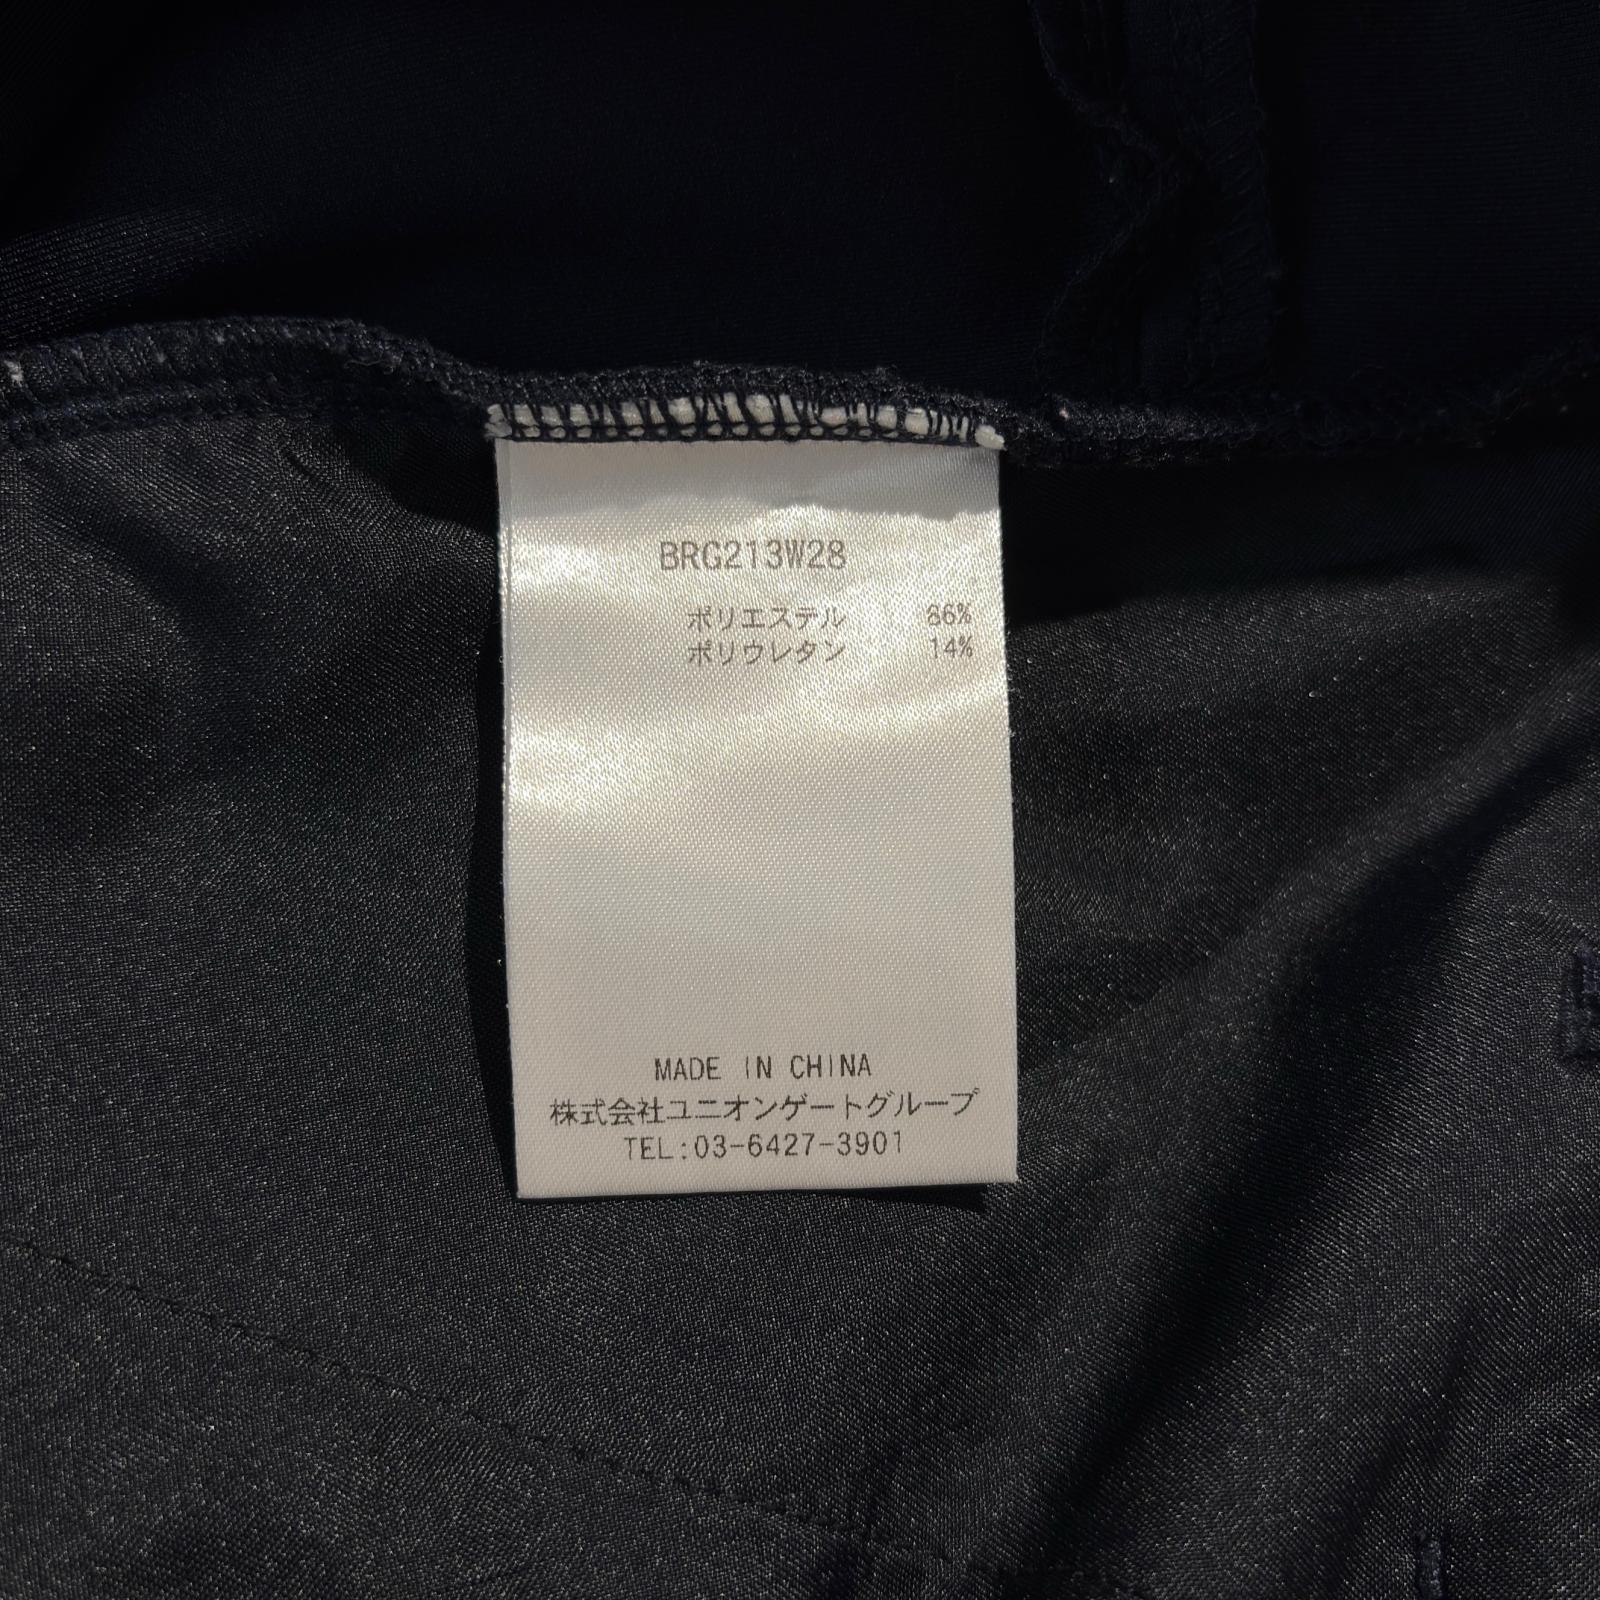 BRG213W28
ポリエステル 86%
ポリウレタン 14%
MADE IN CHINA
株式会社ユニオンゲートグループ
TEL:03-6427-3901